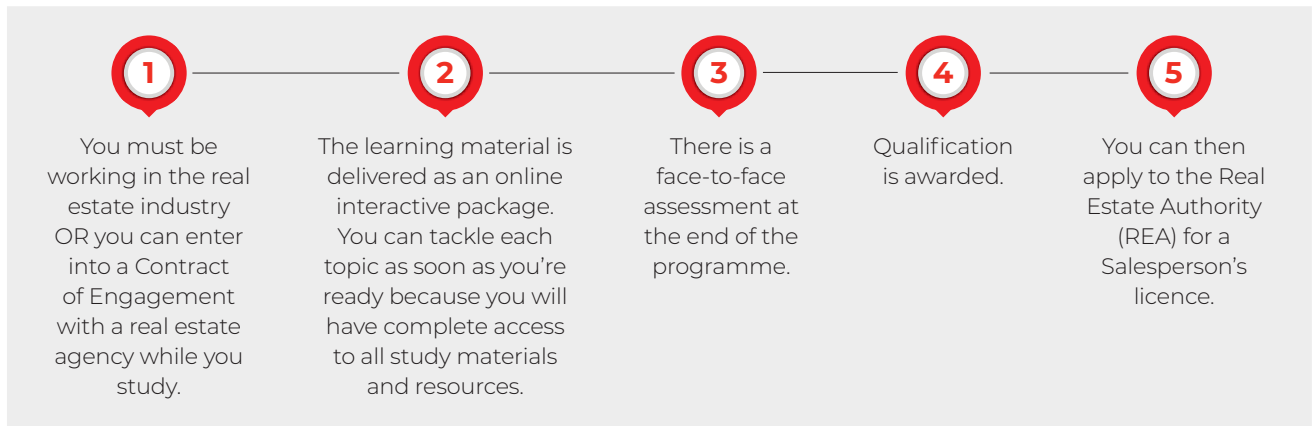 1
You must be
working in the real
estate industry
OR you can enter
into a Contract
of Engagement
with a real estate
agency while you
study.
2
The learning material is
delivered as an online
interactive package.
You can tackle each
topic as soon as you’re
ready because you will
have complete access
to all study materials
and resources.
3
There is a
face-to-face
assessment at
the end of the
programme.
4
Qualification
is awarded.
5
You can then
apply to the Real
Estate Authority
(REA) for a
Salesperson’s
licence.